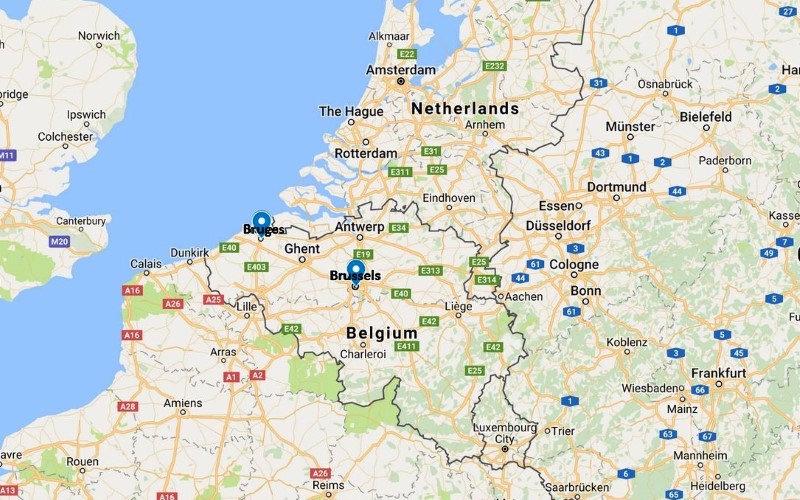 Norwich
Alkmaar
27
1
E22
Amsterdam
E232
Har
31
Osnabrück
2
bridge
Ipswich
The Hague
Netherlands
Arnhem
Bielefeld
Münster
Colchester
M11
Rotterdam
E31
43
1
2
Paderborn
E311
E25
44
Dortmund
Eindhoven
Essen
Canterbury
Bruges
Antwerp
E34
Düsseldorf
Kasse
M20
E40
Ghent
E19
3
49
7
Dunkirk
Calais
E403
Brussels
E313
E25
E314
61
Cologne
44
4
A16
A26
A25
E40
Aachen
Bonn
Lille
Liège
61
E42
Belgium
E42
A16
Charleroi
E411
E42
Koblenz
5
Arras
3
45
A1
A2
E25
Frankfurt
Wiesbaden
66
A28
Amiens
1
Mainz
Luxembourg
City
Trier
63
67
avre
Mannheim
Rouen
A26
6
Heidelberg
A13
Reims
Saarbrücken
65